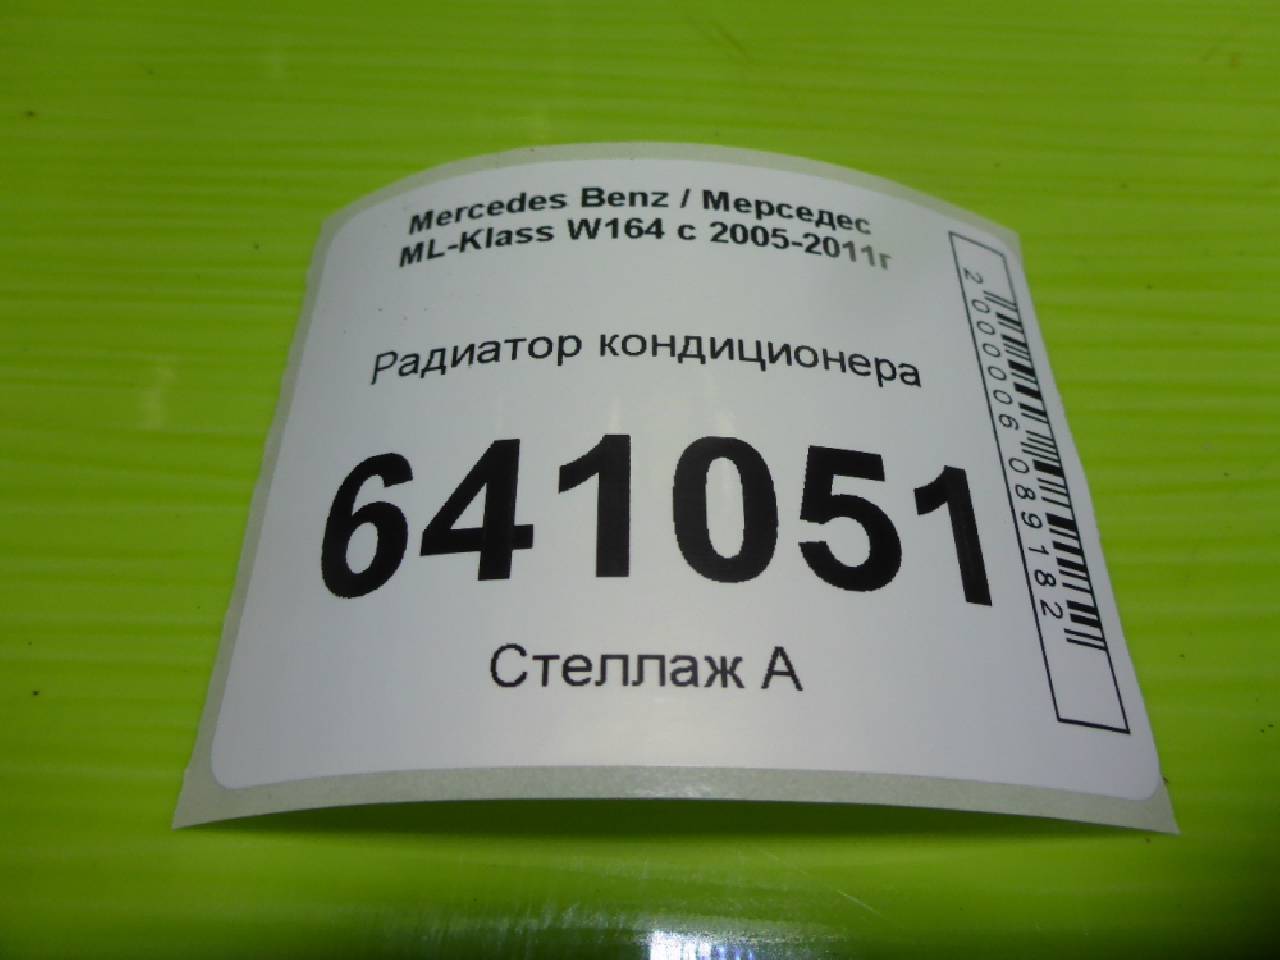 Mercedes Benz / Мерседес
ML-Klass W164 с 2005-2011г
Радиатор кондиционера
641051
Стеллаж А
2000006089182